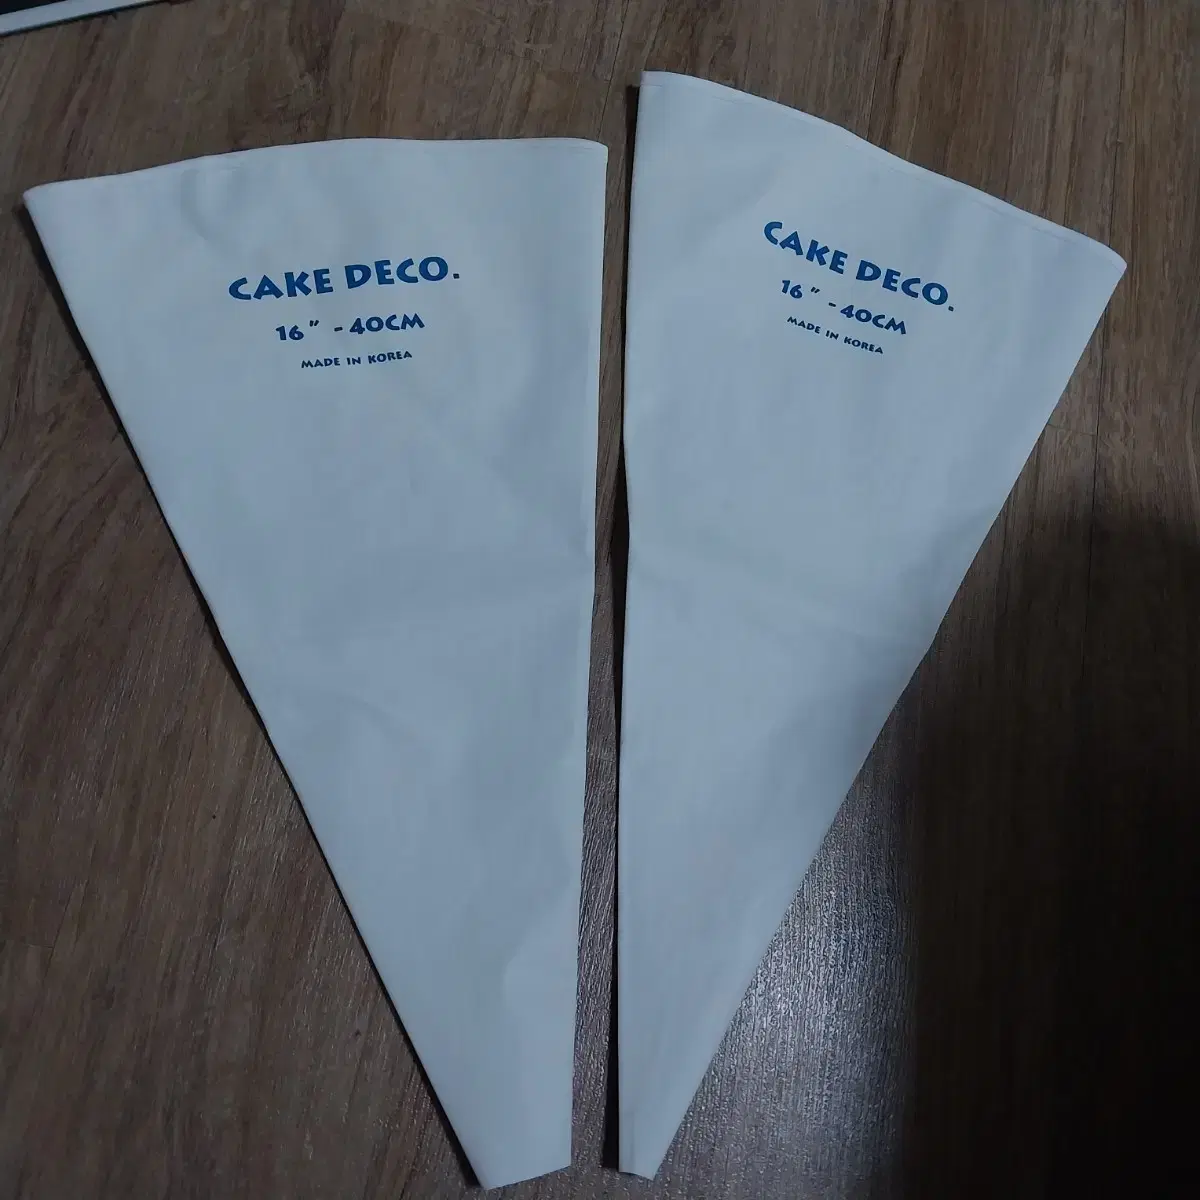 CAKE DECO.
16" - 40CM
MADE IN KOREA
CAKE DECO.
16" - 40CM
MADE IN KOREA